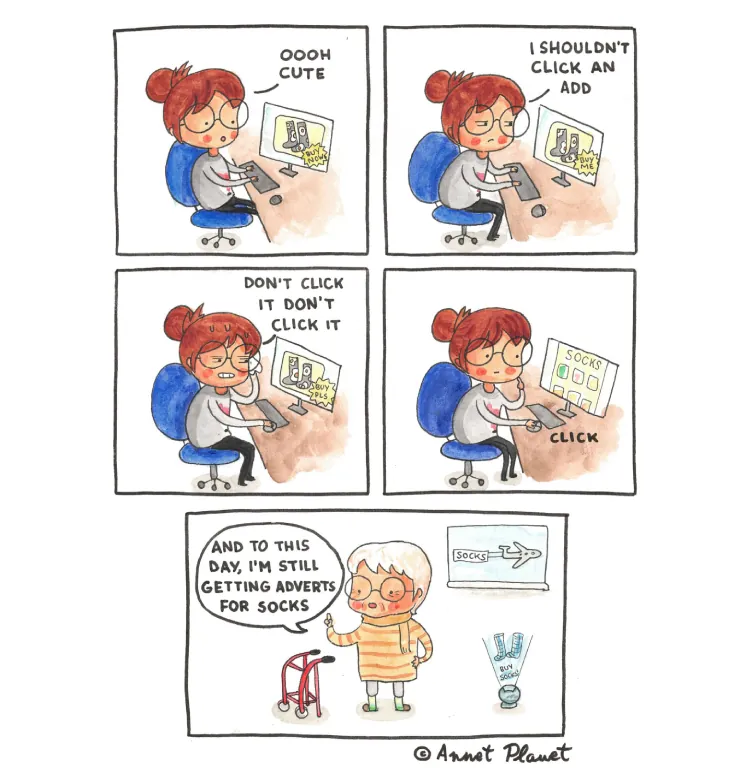 OOOH
CUTE
BUY
NOW
I SHOULDN'T
CLICK AN
ADD
BUY
ME
DON'T CLICK
IT DON'T
CLICK IT
BUY
PLS
SOCKS
CLICK
AND TO THIS
DAY, I'M STILL
GETTING ADVERTS
FOR SOCKS
SOCKS
BUY
SOCKS!
© Annet Planet